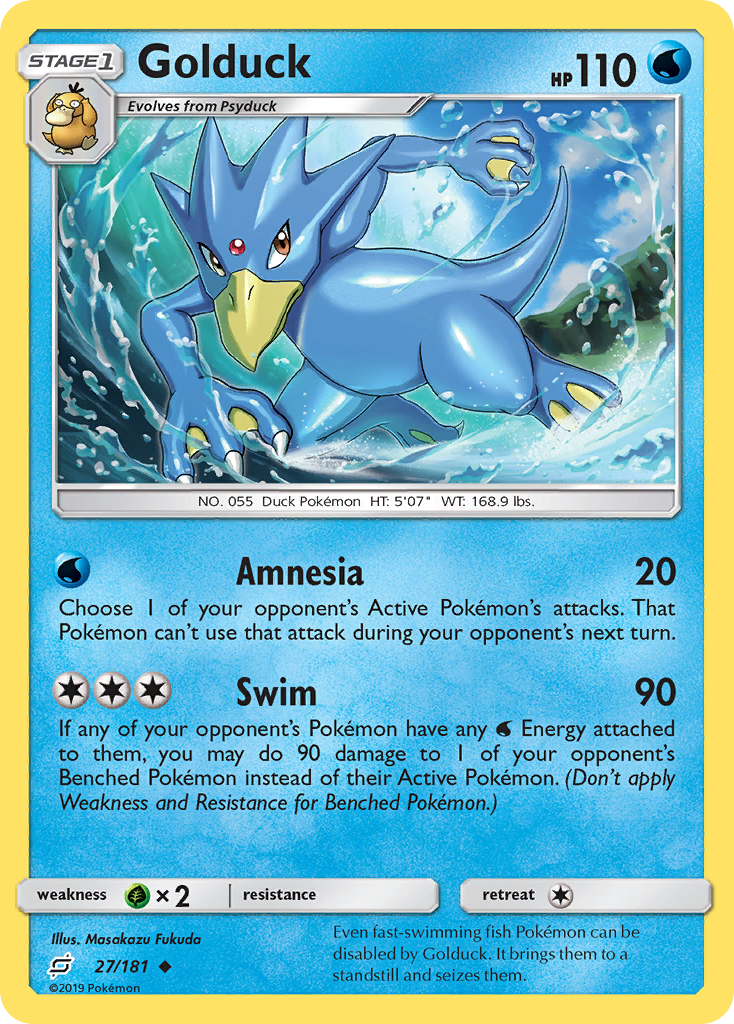 STAGE1
Golduck
HP110
Evolves from Psyduck
NO. 055 Duck Pokémon HT: 5'07" WT: 168.9 lbs.
Amnesia 20
Choose 1 of your opponent's Active Pokémon's attacks. That
Pokémon can't use that attack during your opponent's next turn.
Swim 90
If any of your opponent's Pokémon have any Energy attached
to them, you may do 90 damage to 1 of your opponent's
Benched Pokémon instead of their Active Pokémon. (Don't apply
Weakness and Resistance for Benched Pokémon.)
weakness ×2 resistance retreat
Illus. Masakazu Fukuda
27/181
©2019 Pokémon
Even fast-swimming fish Pokémon can be
disabled by Golduck. It brings them to a
standstill and seizes them.